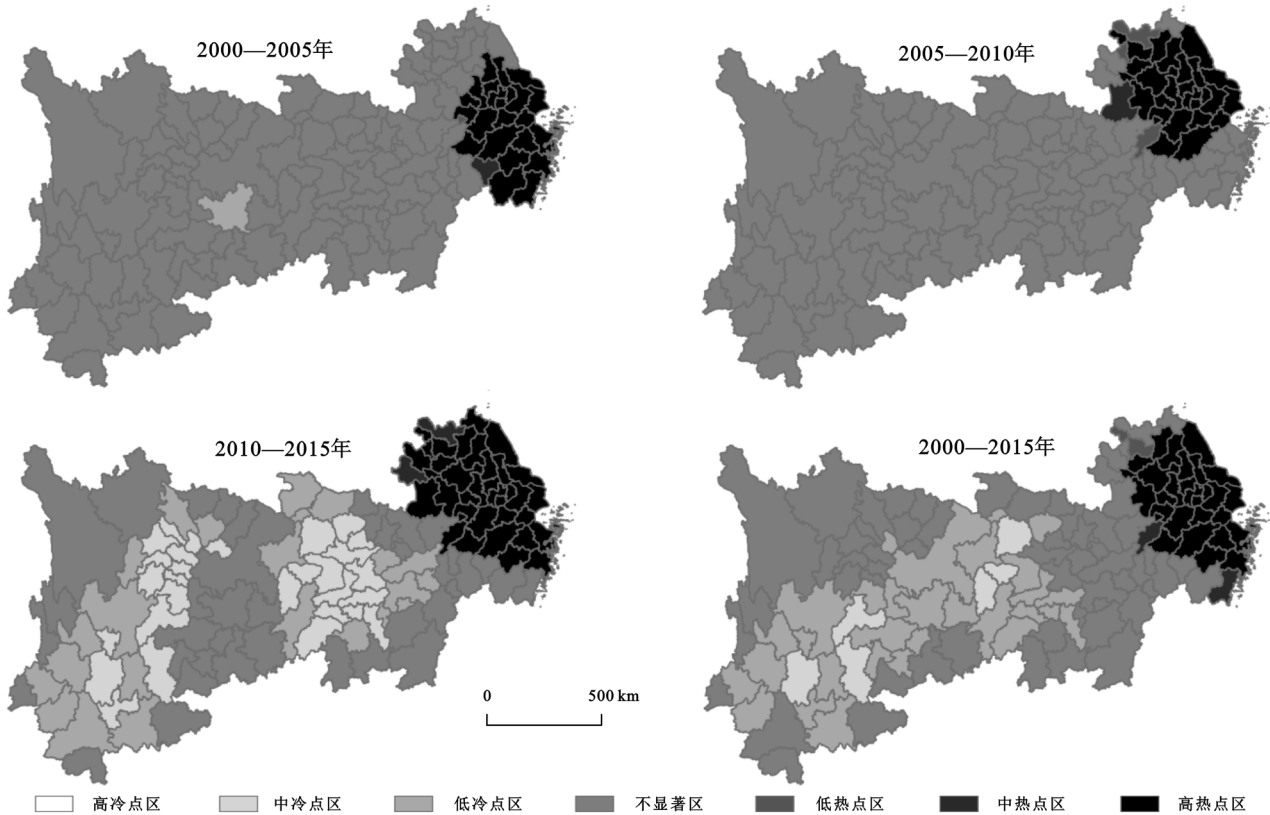 2000—2005年
2005—2010年
2010—2015年
2000—2015年
0 500 km
高冷点区 中冷点区 低冷点区 不显著区 低热点区 中热点区 高热点区